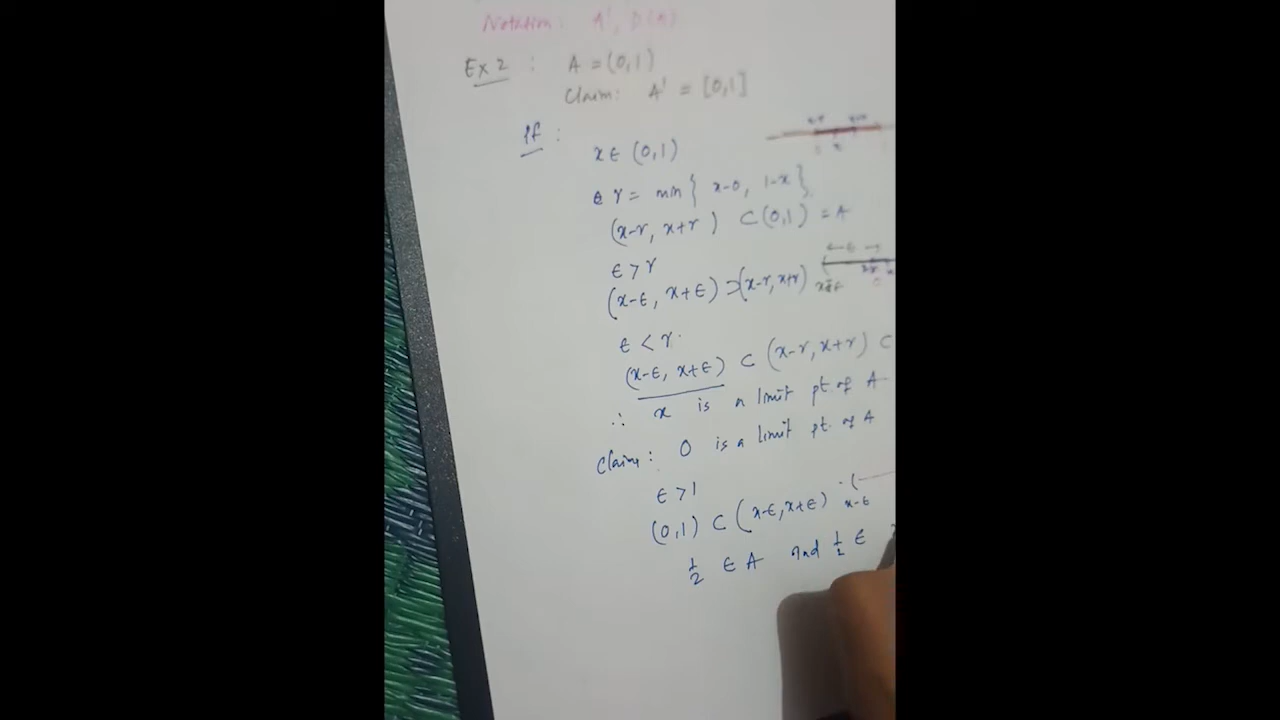 Notation: A', D(A)
Ex 2 : A = (0,1)
Claim: A' = [0,1]
Pf :
x ∈ (0,1)
r = min { x-0, 1-x }
(x-r, x+r) ⊂ (0,1) = A
ε > r
(x-ε, x+ε) ⊃ (x-r, x+r)
ε < r.
(x-ε, x+ε) ⊂ (x-r, x+r) ⊂
∴ x is a limit pt. of A
Claim: 0 is a limit pt. of A
ε > 1
(0,1) ⊂ (x-ε, x+ε)
x-ε
1/2 ∈ A and 1/2 ∈